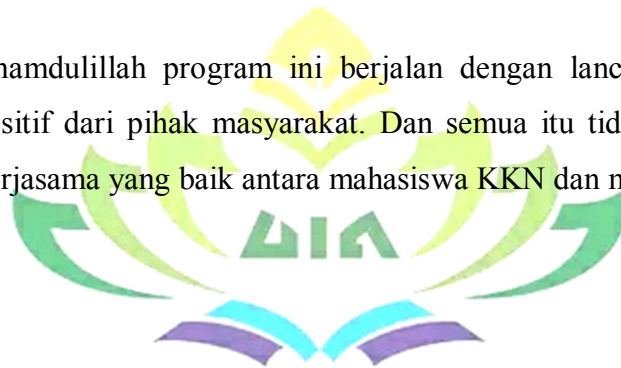 hamdulillah program ini berjalan dengan lanc
sitif dari pihak masyarakat. Dan semua itu tid
rjasama yang baik antara mahasiswa KKN dan m
UIN